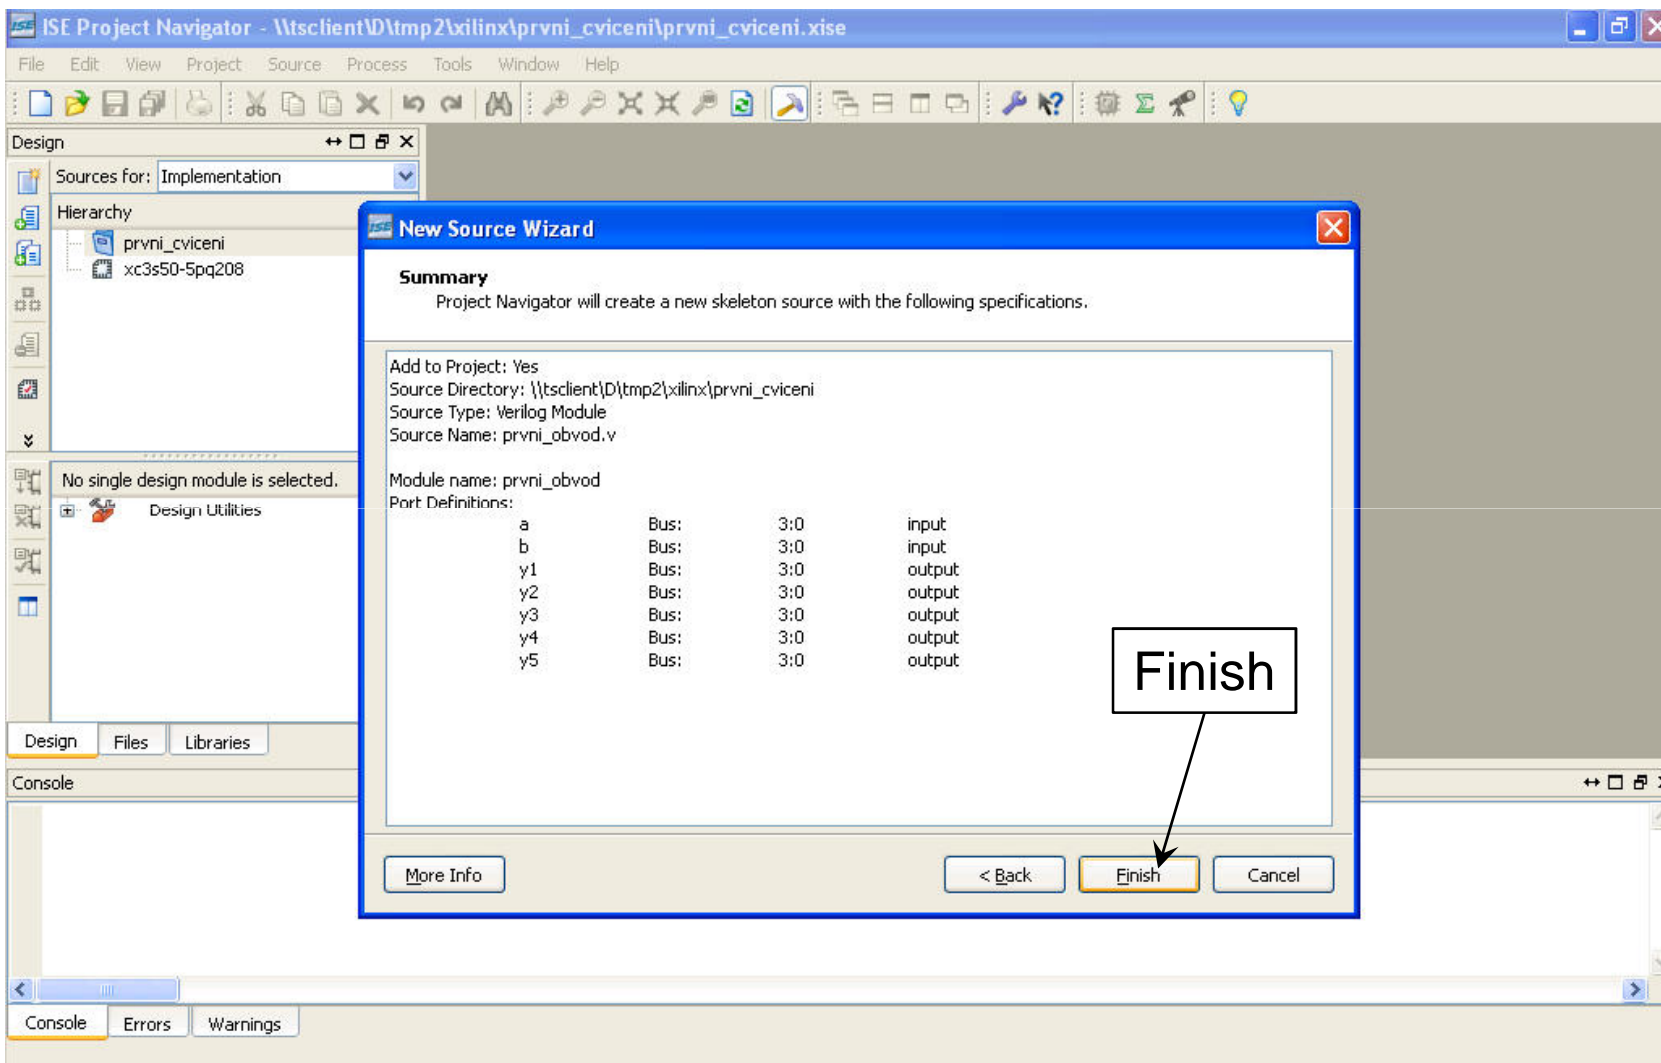 ISE Project Navigator - \\tsclient\D\tmp2\xilinx\prvni_cviceni\prvni_cviceni.xise
File Edit View Project Source Process Tools Window Help
Design
Sources for: Implementation
Hierarchy
prvni_cviceni
xc3s50-5pq208
No single design module is selected.
Design Utilities
Design Files Libraries
ISE New Source Wizard
Summary
Project Navigator will create a new skeleton source with the following specifications.
Add to Project: Yes
Source Directory: \\tsclient\D\tmp2\xilinx\prvni_cviceni
Source Type: Verilog Module
Source Name: prvni_obvod.v
Module name: prvni_obvod
Port Definitions:
a Bus: 3:0 input
b Bus: 3:0 input
y1 Bus: 3:0 output
y2 Bus: 3:0 output
y3 Bus: 3:0 output
y4 Bus: 3:0 output
y5 Bus: 3:0 output
Finish
More Info < Back Finish Cancel
Console
Console Errors Warnings